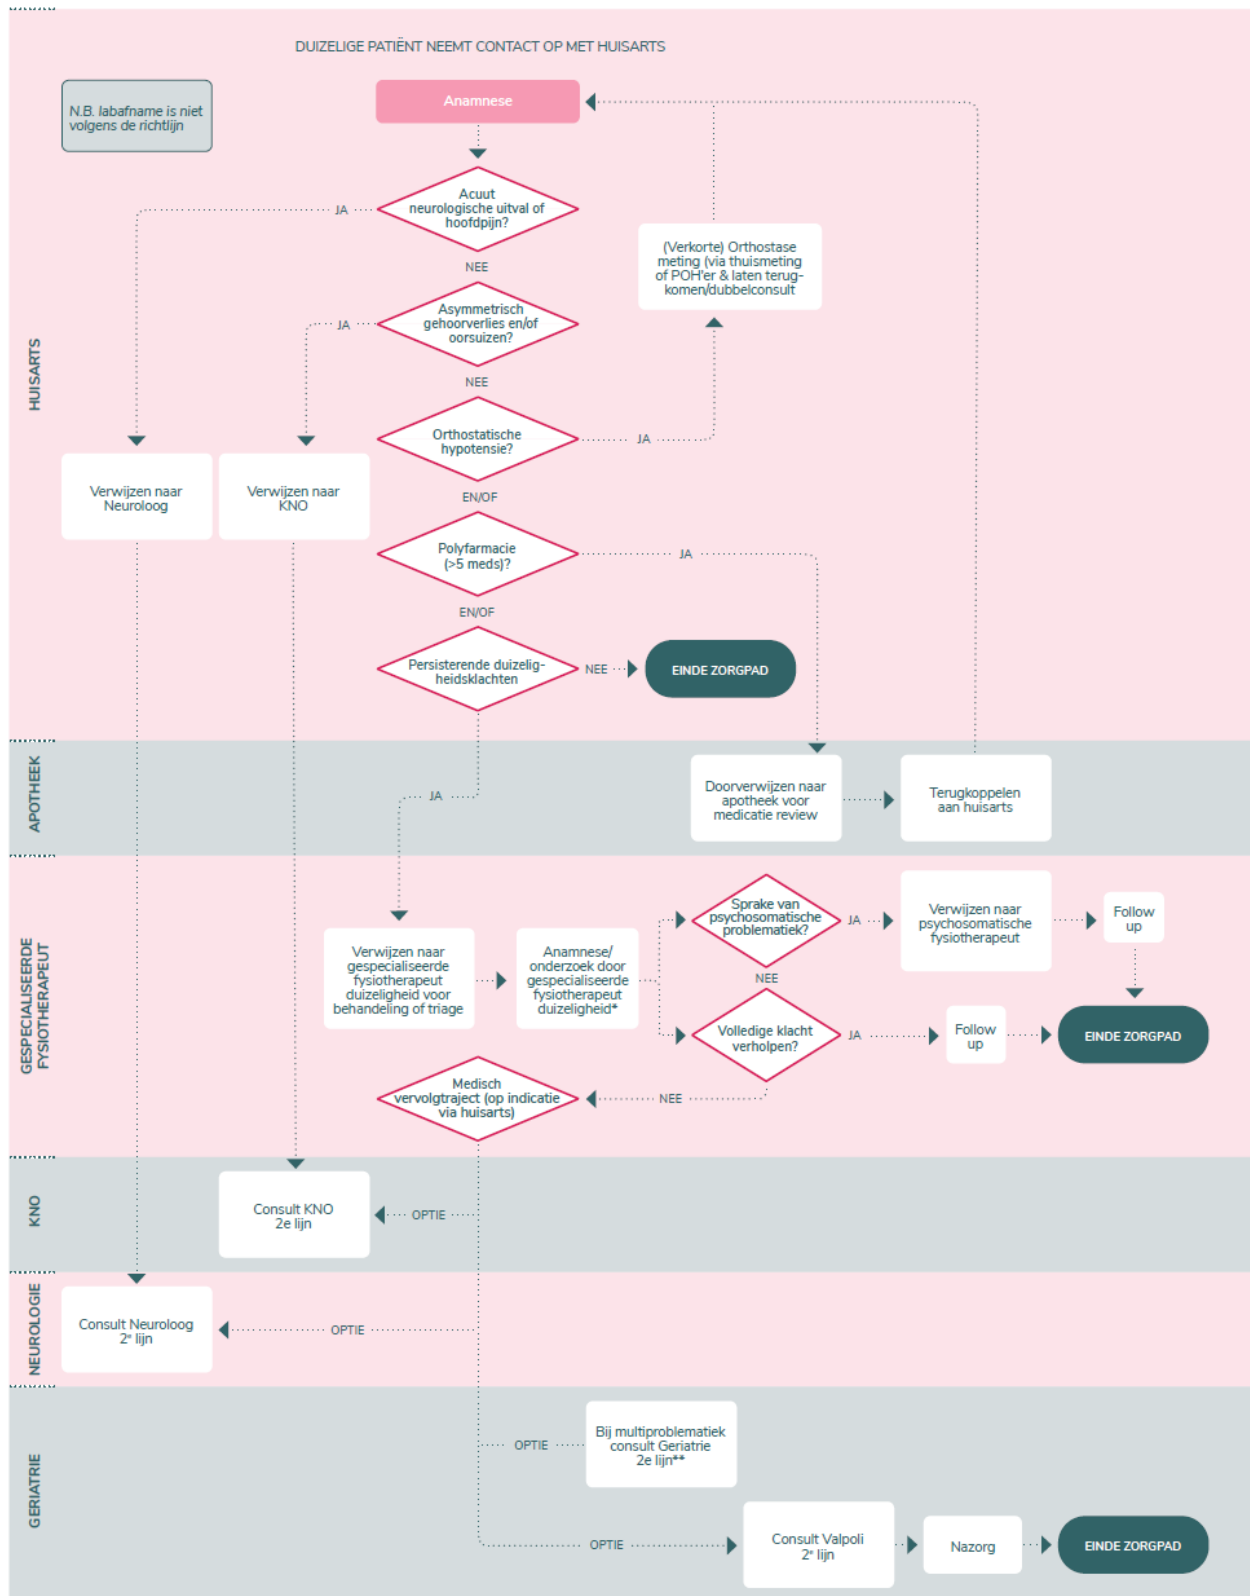 DUIZELIGE PATIËNT NEEMT CONTACT OP MET HUISARTS
N.B. labafname is niet
volgens de richtlijn
Anamnese
Acuut
neurologische uitval of
hoofdpijn?
JA
NEE
(Verkorte) Orthostase
meting (via thuismeting
of POH'er & laten terug-
komen/dubbelconsult
Asymmetrisch
gehoorverlies en/of
oorsuizen?
JA
NEE
HUISARTS
Orthostatische
hypotensie?
JA
Verwijzen naar
Neuroloog
Verwijzen naar
KNO
EN/OF
Polyfarmacie
(>5 meds)?
JA
EN/OF
Persisterende duizelig-
heidsklachten
NEE
EINDE ZORGPAD
APOTHEEK
JA
Doorverwijzen naar
apotheek voor
medicatie review
Terugkoppelen
aan huisarts
GESPECIALISEERDE
FYSIOTHERAPEUT
Verwijzen naar
gespecialiseerde
fysiotherapeut
duizeligheid voor
behandeling of triage
Anamnese/
onderzoek door
gespecialiseerde
fysiotherapeut
duizeligheid*
Sprake van
psychosomatische
problematiek?
JA
Verwijzen naar
psychosomatische
fysiotherapeut
Follow
up
NEE
Volledige klacht
verholpen?
JA
Follow
up
EINDE ZORGPAD
NEE
Medisch
vervolgtraject (op indicatie
via huisarts)
KNO
Consult KNO
2e lijn
OPTIE
NEUROLOGIE
Consult Neuroloog
2e lijn
OPTIE
GERIATRIE
OPTIE
Bij multiproblematiek
consult Geriatrie
2e lijn**
OPTIE
Consult Valpoli
2e lijn
Nazorg
EINDE ZORGPAD